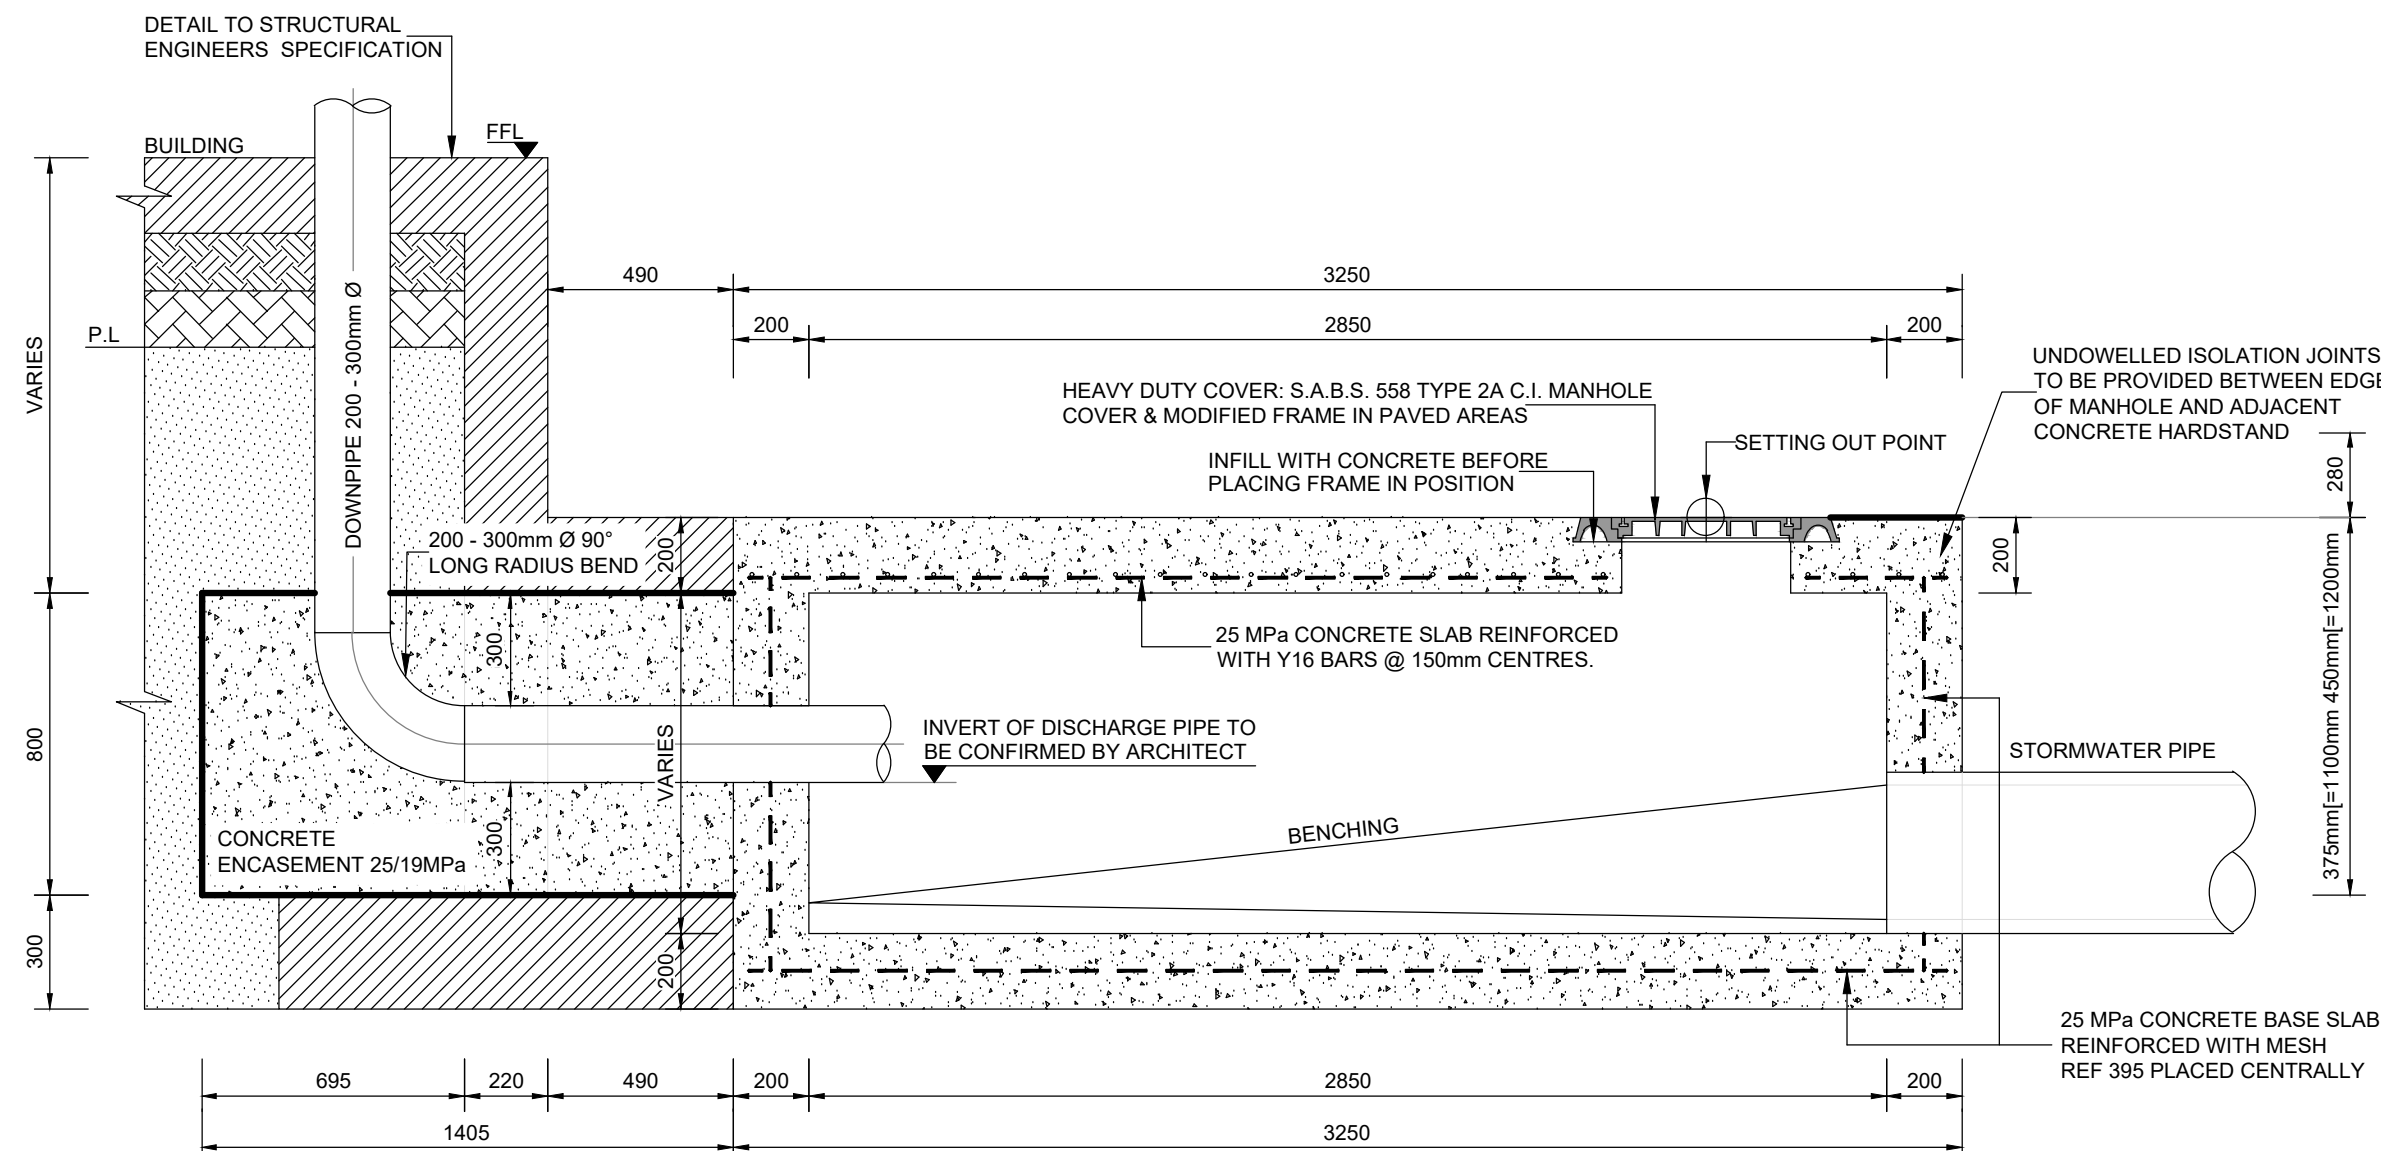 DETAIL TO STRUCTURAL
ENGINEERS SPECIFICATION
BUILDING
FFL
P.L
VARIES
DOWNPIPE 200 - 300mm Ø
490
3250
200
2850
200
HEAVY DUTY COVER: S.A.B.S. 558 TYPE 2A C.I. MANHOLE
COVER & MODIFIED FRAME IN PAVED AREAS
UNDOWELLED ISOLATION JOINTS
TO BE PROVIDED BETWEEN EDGE
OF MANHOLE AND ADJACENT
CONCRETE HARDSTAND
SETTING OUT POINT
INFILL WITH CONCRETE BEFORE
PLACING FRAME IN POSITION
280
200 - 300mm Ø 90°
LONG RADIUS BEND
200
200
25 MPa CONCRETE SLAB REINFORCED
WITH Y16 BARS @ 150mm CENTRES.
300
800
VARIES
INVERT OF DISCHARGE PIPE TO
BE CONFIRMED BY ARCHITECT
STORMWATER PIPE
375mm[=1100mm 450mm[=1200mm
BENCHING
CONCRETE
ENCASEMENT 25/19MPa
300
300
200
25 MPa CONCRETE BASE SLAB
REINFORCED WITH MESH
REF 395 PLACED CENTRALLY
695
220
490
200
2850
200
1405
3250